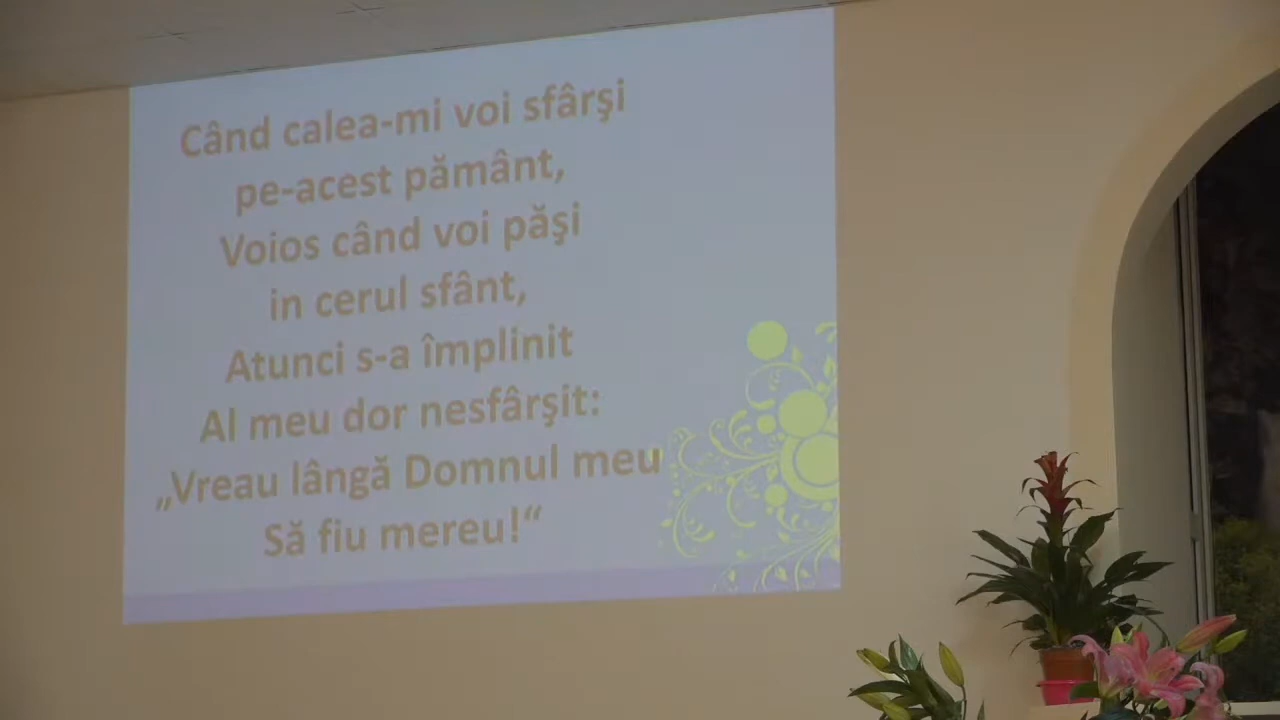 Când calea-mi voi sfârşi
pe-acest pământ,
Voios când voi păşi
in cerul sfânt,
Atunci s-a împlinit
Al meu dor nesfârşit:
„Vreau lângă Domnul meu
Să fiu mereu!“